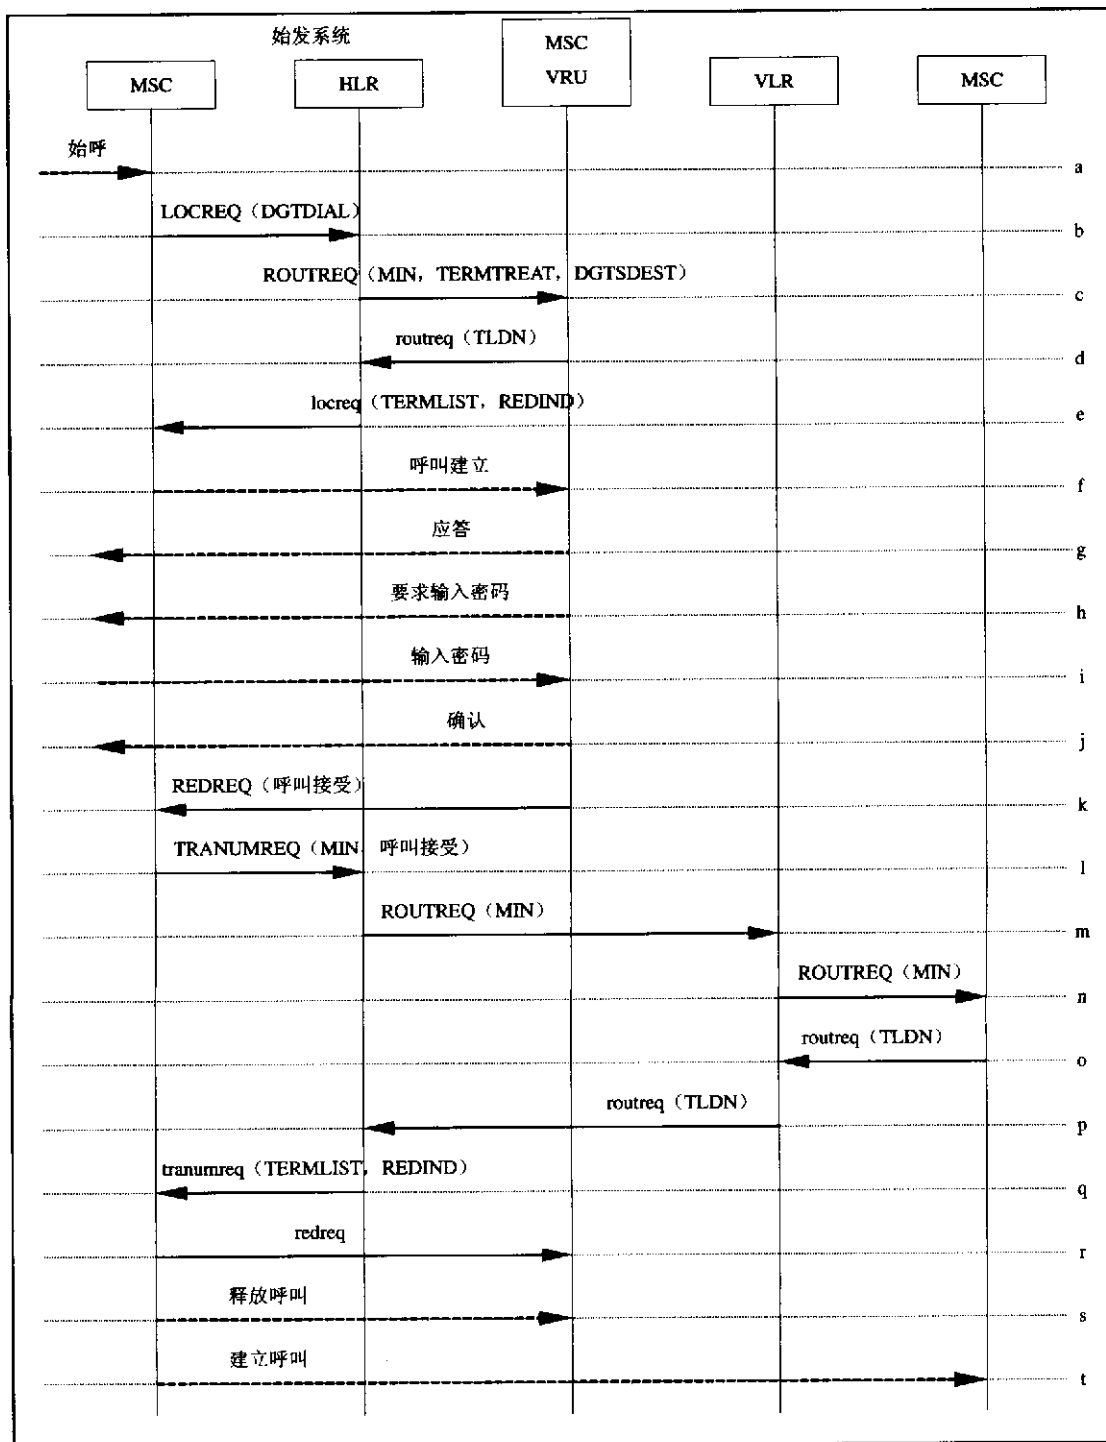 始发系统
MSC
HLR
MSC
VRU
VLR
MSC
始呼
a
LOCREQ（DGTDIAL）
b
ROUTREQ（MIN，TERMTREAT，DGTSDEST）
c
routreq（TLDN）
d
locreq（TERMLIST，REDIND）
e
呼叫建立
f
应答
g
要求输入密码
h
输入密码
i
确认
j
REDREQ（呼叫接受）
k
TRANUMREQ（MIN，呼叫接受）
l
ROUTREQ（MIN）
m
ROUTREQ（MIN）
n
routreq（TLDN）
o
routreq（TLDN）
p
tranumreq（TERMLIST，REDIND）
q
redreq
r
释放呼叫
s
建立呼叫
t